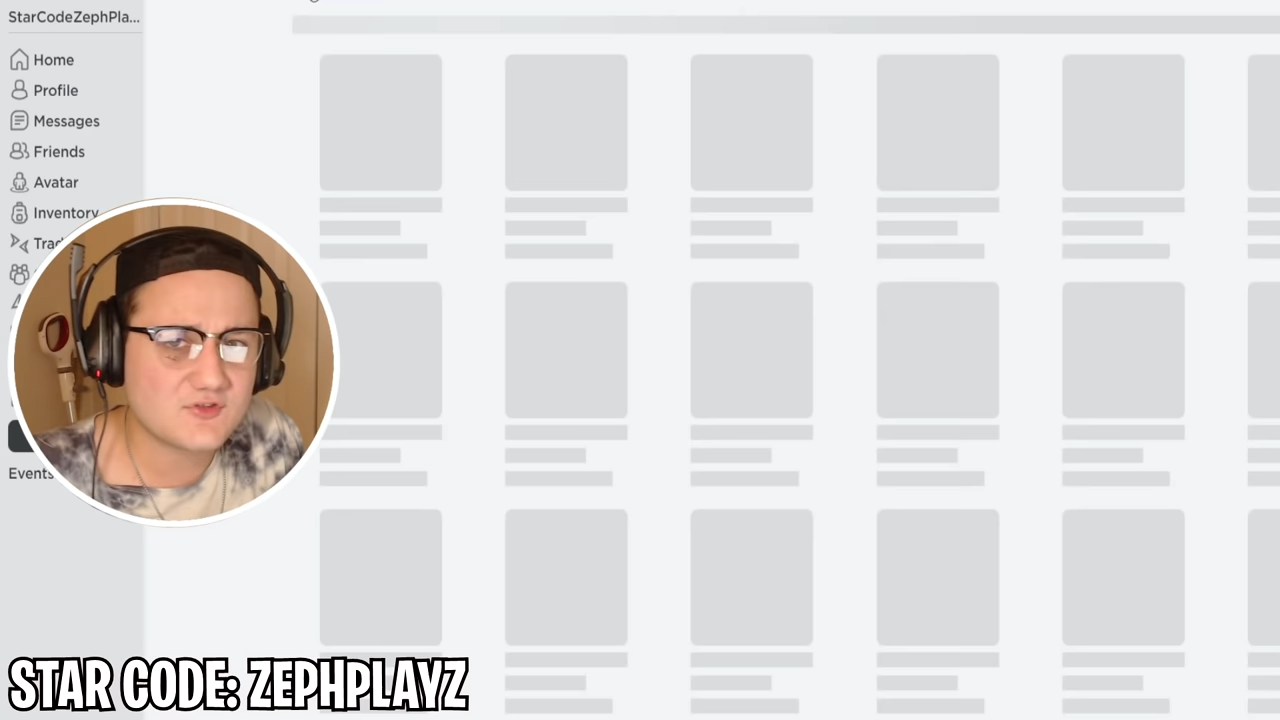 StarCodeZephPla...
Home
Profile
Messages
Friends
Avatar
Inventory
Events
STAR CODE: ZEPHPLAYZ